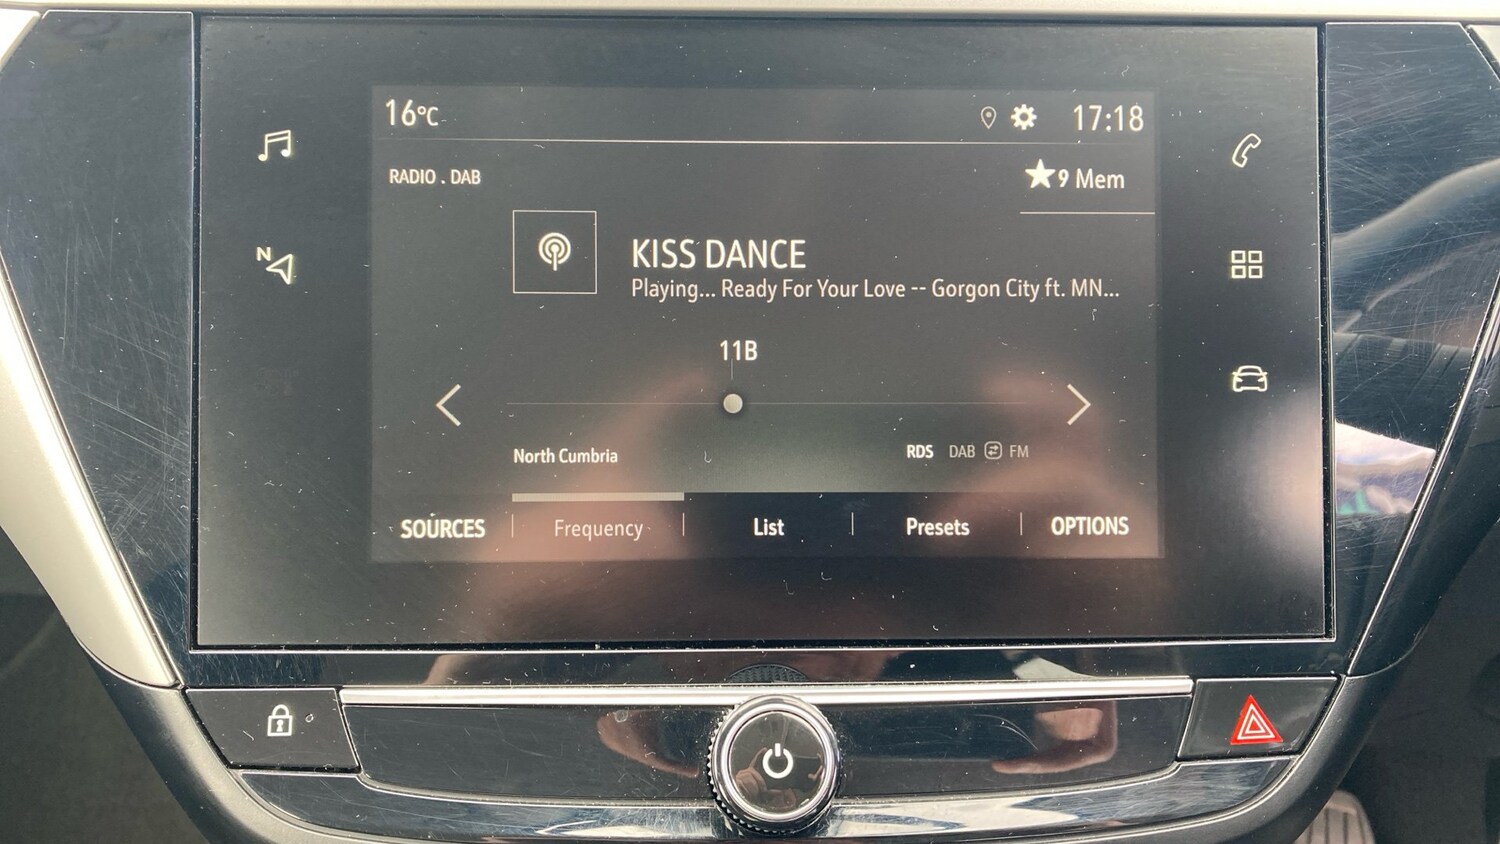 16°C 17:18
RADIO . DAB
9 Mem
N
KISS DANCE
Playing... Ready For Your Love -- Gorgon City ft. MN...
11B
North Cumbria
RDS DAB FM
SOURCES Frequency List Presets OPTIONS